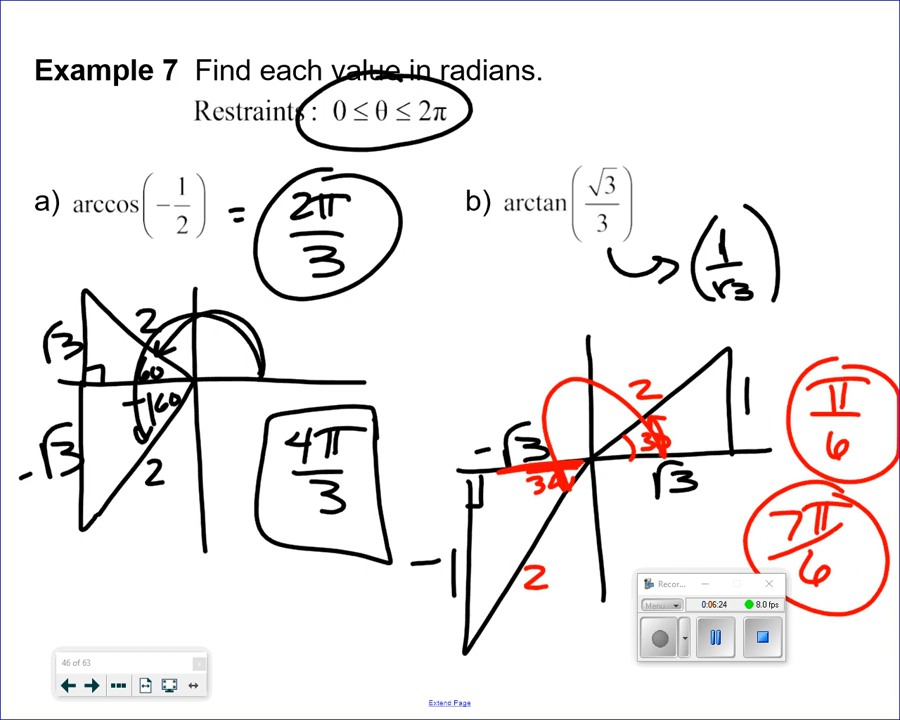 Example 7 Find each value in radians.
Restraints: 0 ≤ θ ≤ 2π
a) arccos(-1/2) = 2π/3
b) arctan(√3/3)
(1/√3)
√3
2
60
-1
60
-√3
2
4π/3
2
1
30
√3
-√3
30
-1
2
π/6
7π/6
Recor...
Menu
0:06:24
8.0 fps
46 of 63
Extend Page